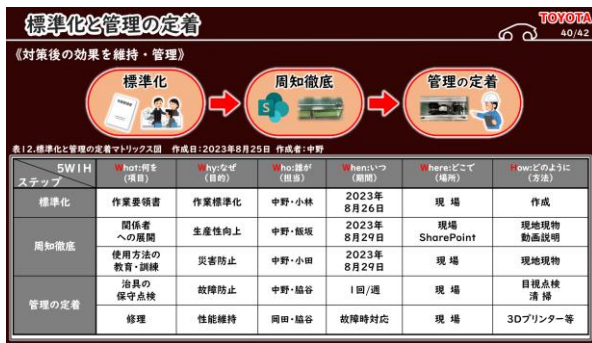 標準化と管理の定着
TOYOTA
40/42
《対策後の効果を維持・管理》
標準化
周知徹底
管理の定着
表12.標準化と管理の定着マトリックス図 作成日:2023年8月25日 作成者:中野
5W1H
ステップ
What:何を
(項目)
Why:なぜ
(目的)
Who:誰が
(担当)
When:いつ
(期間)
Where:どこで
(場所)
How:どのように
(方法)
標準化
作業要領書
作業標準化
中野・小林
2023年
8月26日
現 場
作成
周知徹底
関係者
への展開
生産性向上
中野・飯坂
2023年
8月29日
現場
SharePoint
現地現物
動画説明
使用方法の
教育・訓練
災害防止
中野・小田
2023年
8月29日
現 場
現地現物
管理の定着
治具の
保守点検
故障防止
中野・脇谷
1回/週
現 場
目視点検
清 掃
修理
性能維持
岡田・脇谷
故障時対応
現 場
3Dプリンター等